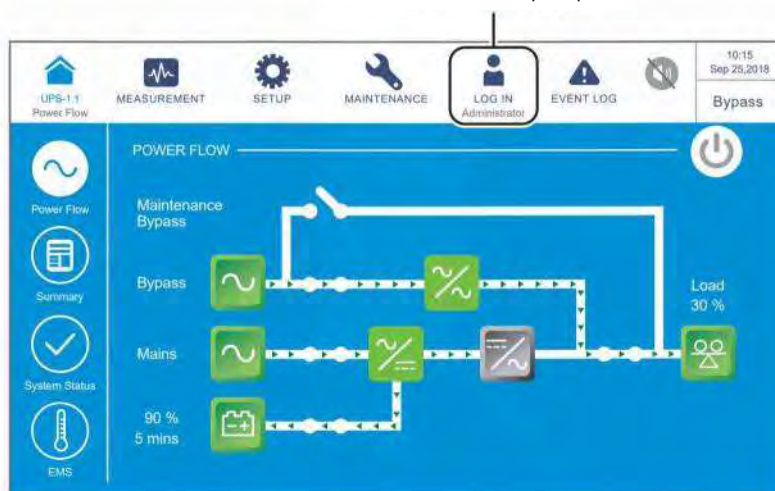 10:15
Sep 25,2018
UPS-1.1
MEASUREMENT
SETUP
MAINTENANCE
LOG IN
EVENT LOG
Power Flow
Administrator
Bypass
POWER FLOW
Power Flow
Maintenance
Bypass
Summary
Bypass
Load
30 %
Mains
System Status
90 %
5 mins
EMS